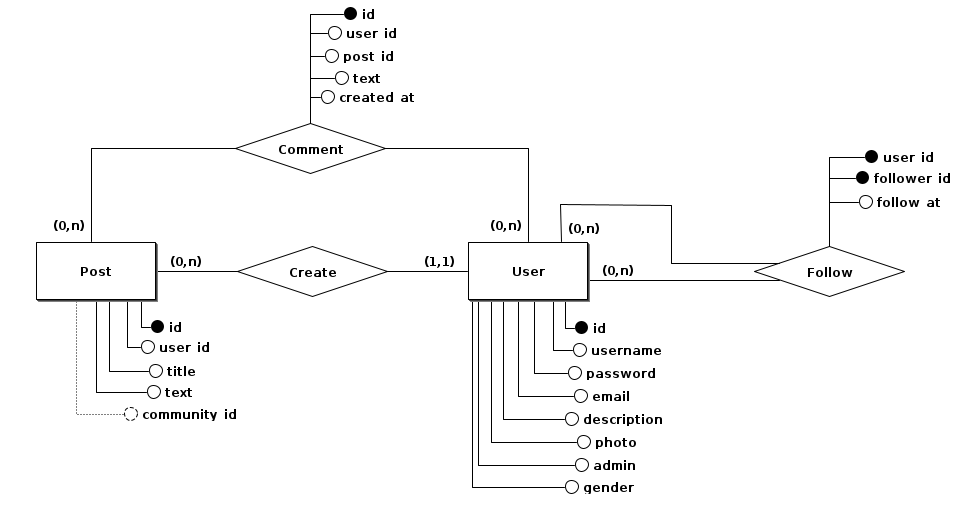 id
user id
post id
text
created at
Comment
user id
follower id
follow at
(0,n)
(0,n)
(0,n)
Post
(0,n)
Create
(1,1)
User
(0,n)
Follow
id
user id
title
text
community id
id
username
password
email
description
photo
admin
gender